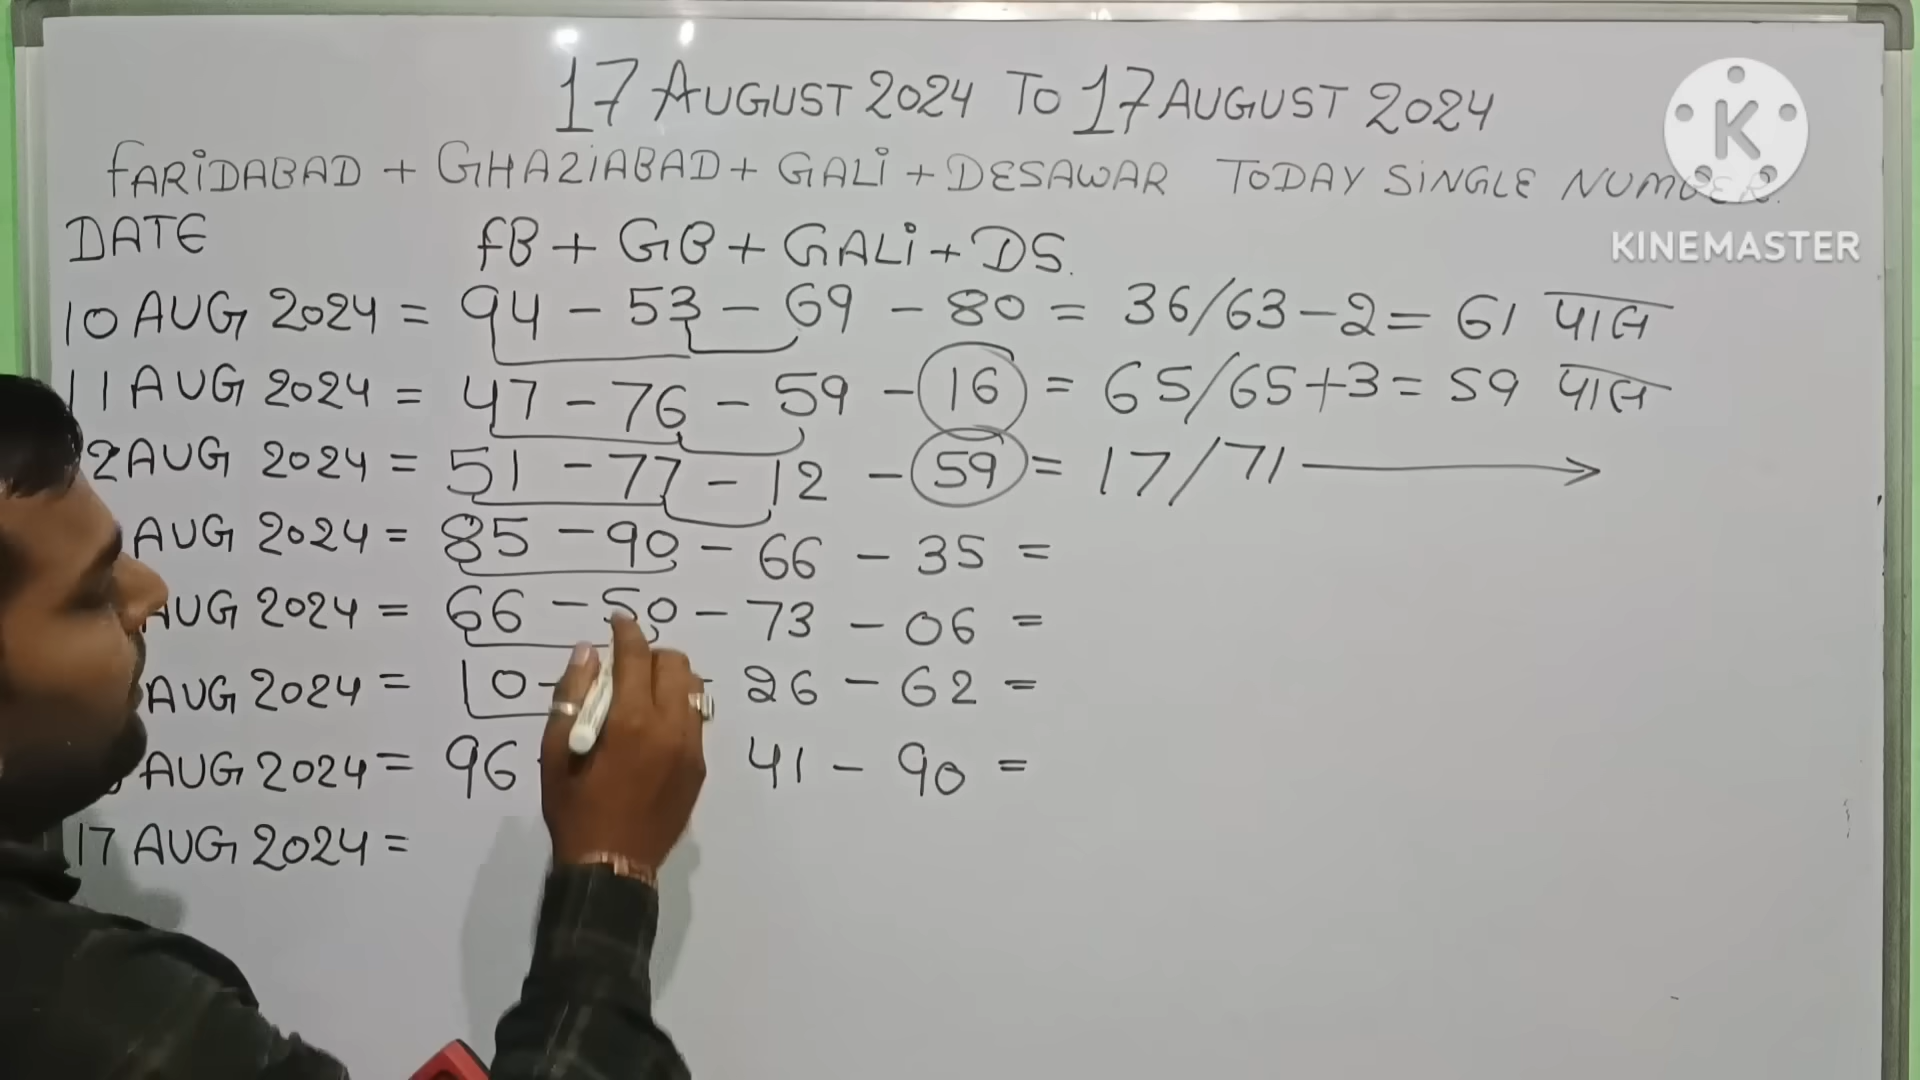 17 AUGUST 2024 TO 17 AUGUST 2024
FARIDABAD + GHAZIABAD + GALI + DESAWAR TODAY SINGLE NUMBER.
KINEMASTER
DATE FB + GB + GALI + DS.
10 AUG 2024 = 94 - 53 - 69 - 80 = 36/63 - 2 = 61 पास
11 AUG 2024 = 47 - 76 - 59 - 16 = 65/65 + 3 = 59 पास
2 AUG 2024 = 51 - 77 - 12 - 59 = 17/71
AUG 2024 = 85 - 90 - 66 - 35 =
AUG 2024 = 66 - 50 - 73 - 06 =
AUG 2024 = 10 - - 26 - 62 =
AUG 2024 = 96 41 - 90 =
17 AUG 2024 =